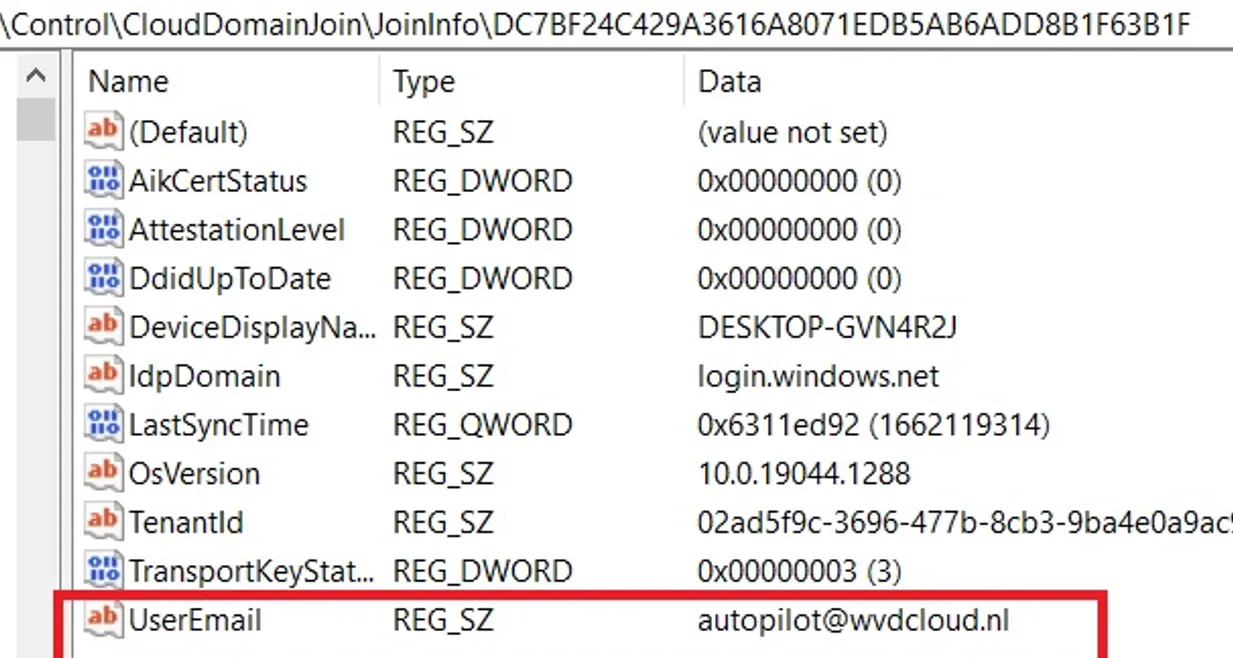 \Control\CloudDomainJoin\JoinInfo\DC7BF24C429A3616A8071EDB5AB6ADD8B1F63B1F
Name Type Data
(Default) REG_SZ (value not set)
AikCertStatus REG_DWORD 0x00000000 (0)
AttestationLevel REG_DWORD 0x00000000 (0)
DdidUpToDate REG_DWORD 0x00000000 (0)
DeviceDisplayNa... REG_SZ DESKTOP-GVN4R2J
IdpDomain REG_SZ login.windows.net
LastSyncTime REG_QWORD 0x6311ed92 (1662119314)
OsVersion REG_SZ 10.0.19044.1288
TenantId REG_SZ 02ad5f9c-3696-477b-8cb3-9ba4e0a9ac9
TransportKeyStat... REG_DWORD 0x00000003 (3)
UserEmail REG_SZ autopilot@wvdcloud.nl